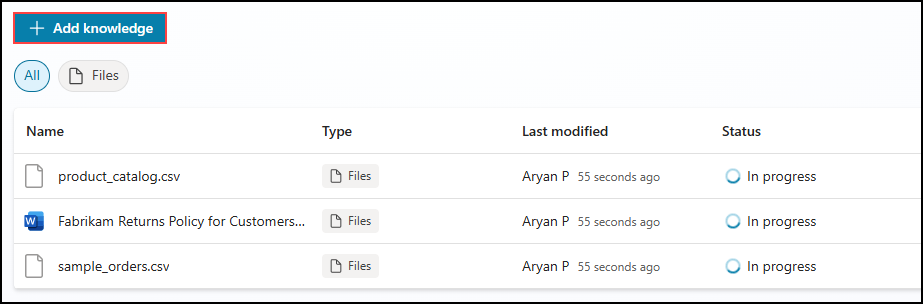 Add knowledge
All Files
Name Type Last modified Status
product_catalog.csv Files Aryan P 55 seconds ago In progress
W Fabrikam Returns Policy for Customers... Files Aryan P 55 seconds ago In progress
sample_orders.csv Files Aryan P 55 seconds ago In progress